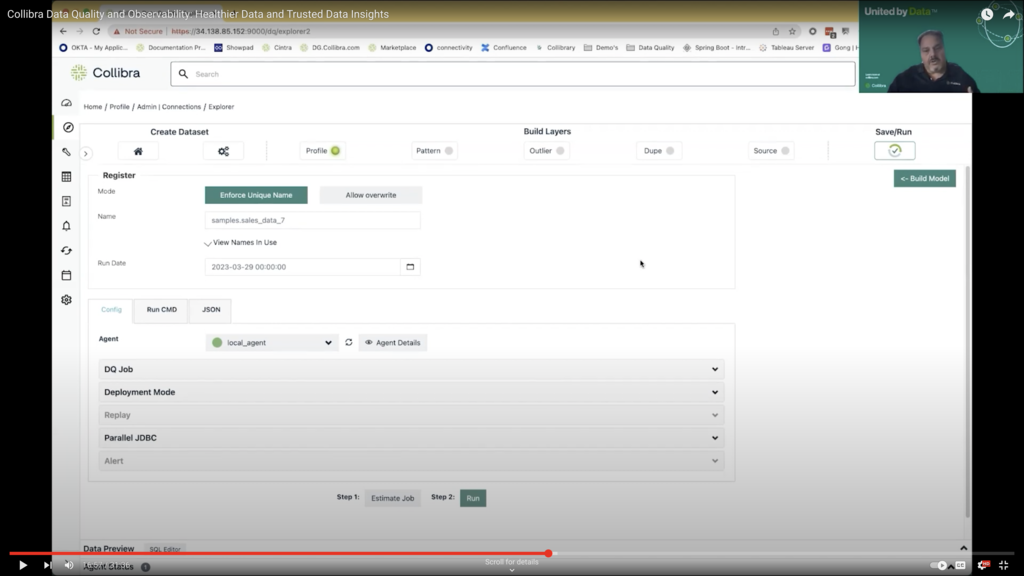 Collibra Data Quality and Observability: Healthier Data and Trusted Data Insights
United by Data
Not Secure https://34.138.85.152:9000/dq/explorer2
OKTA - My Applic... Documentation Pr... Showpad Cintra DG.Collibra.com Marketplace connectivity Confluence Collibrary Demo's Data Quality Spring Boot - Intr... Tableau Server Gong | H
Collibra Search
Collibra
Home / Profile / Admin | Connections / Explorer
Create Dataset Build Layers Save/Run
Profile Pattern Outlier Dupe Source
Register
<- Build Model
Mode Enforce Unique Name Allow overwrite
Name samples.sales_data_7
View Names In Use
Run Date 2023-03-29 00:00:00
Config Run CMD JSON
Agent local_agent Agent Details
DQ Job
Deployment Mode
Replay
Parallel JDBC
Alert
Step 1: Estimate Job Step 2: Run
Data Preview SQL Editor
Scroll for details
Agent Status